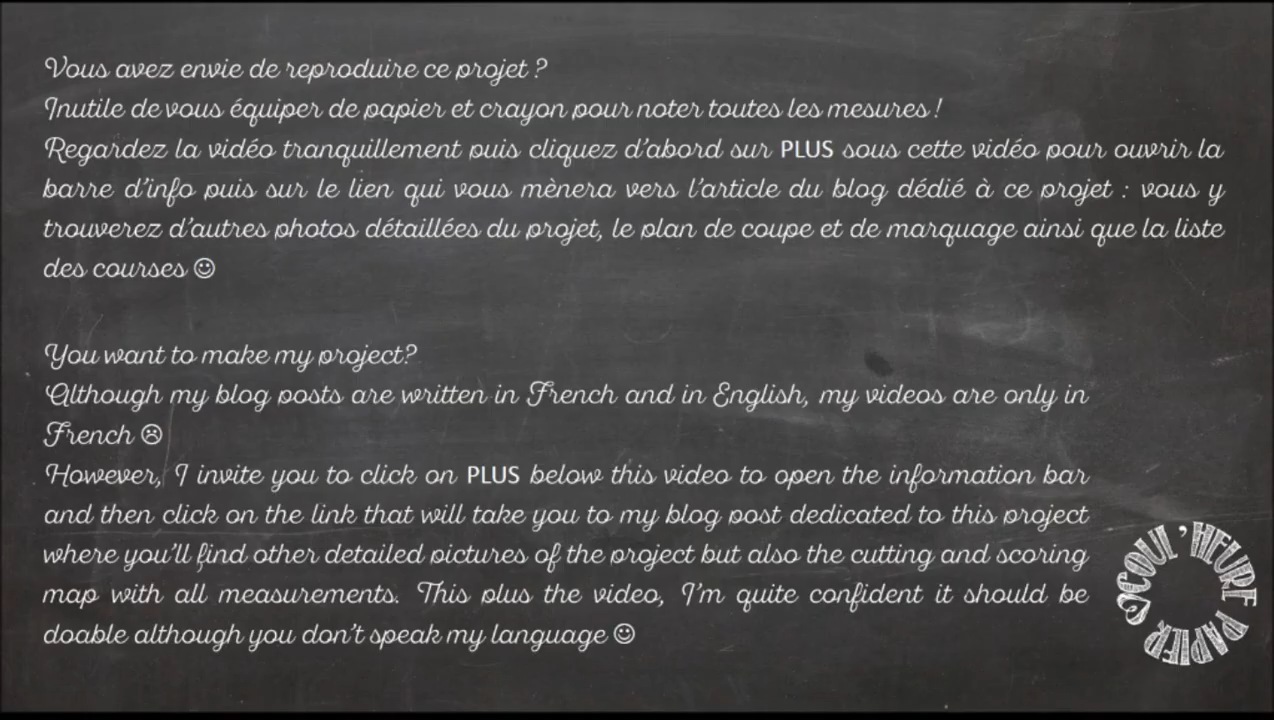 Vous avez envie de reproduire ce projet ?
Inutile de vous équiper de papier et crayon pour noter toutes les mesures !
Regardez la vidéo tranquillement puis cliquez d'abord sur PLUS sous cette vidéo pour ouvrir la
barre d'info puis sur le lien qui vous mènera vers l'article du blog dédié à ce projet : vous y
trouverez d'autres photos détaillées du projet, le plan de coupe et de marquage ainsi que la liste
des courses ☺
You want to make my project?
Although my blog posts are written in French and in English, my videos are only in
French ☹
However, I invite you to click on PLUS below this video to open the information bar
and then click on the link that will take you to my blog post dedicated to this project
where you'll find other detailed pictures of the project but also the cutting and scoring
map with all measurements. This plus the video, I'm quite confident it should be
doable although you don't speak my language ☺
COUL'HEURE PAPIER